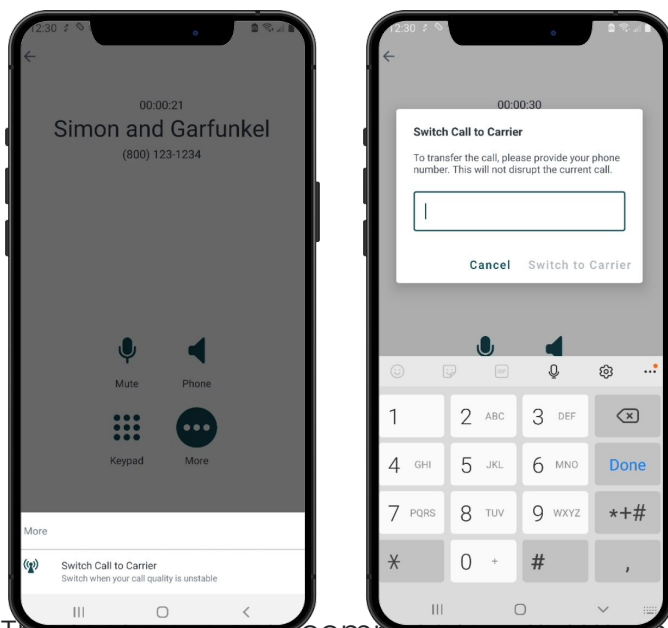 12:30
00:00:21
Simon and Garfunkel
(800) 123-1234
Mute Phone
Keypad More
More
Switch Call to Carrier
Switch when your call quality is unstable
12:30
00:00:30
Switch Call to Carrier
To transfer the call, please provide your phone
number. This will not disrupt the current call.
Cancel Switch to Carrier
GIF
1 2 ABC 3 DEF
4 GHI 5 JKL 6 MNO Done
7 PQRS 8 TUV 9 WXYZ *+#
* 0 + # ,